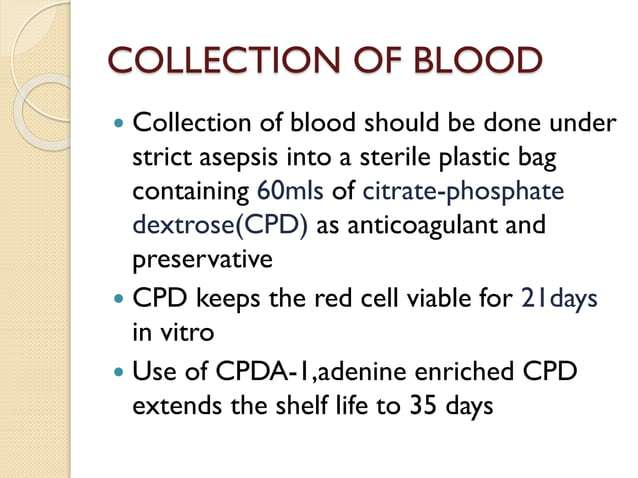 COLLECTION OF BLOOD
• Collection of blood should be done under
strict asepsis into a sterile plastic bag
containing 60mls of citrate-phosphate
dextrose(CPD) as anticoagulant and
preservative
• CPD keeps the red cell viable for 21days
in vitro
• Use of CPDA-1,adenine enriched CPD
extends the shelf life to 35 days